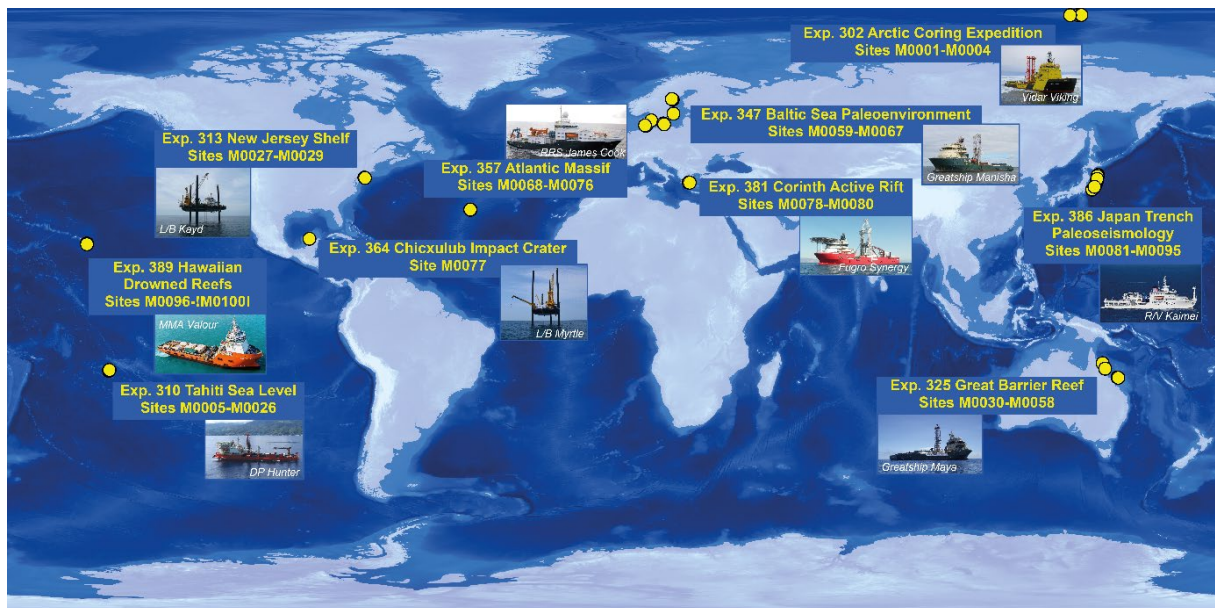 Exp. 302 Arctic Coring Expedition
Sites M0001-M0004
Vidar Viking
Exp. 347 Baltic Sea Paleoenvironment
Sites M0059-M0067
Greatship Manisha
RRS James Cook
Exp. 357 Atlantic Massif
Sites M0068-M0076
Exp. 313 New Jersey Shelf
Sites M0027-M0029
L/B Kayd
Exp. 381 Corinth Active Rift
Sites M0078-M0080
Fugro Synergy
Exp. 386 Japan Trench
Paleoseismology
Sites M0081-M0095
R/V Kaimei
Exp. 364 Chicxulub Impact Crater
Site M0077
L/B Myrtle
Exp. 389 Hawaiian
Drowned Reefs
Sites M0096-!M0100I
MMA Valour
Exp. 310 Tahiti Sea Level
Sites M0005-M0026
DP Hunter
Exp. 325 Great Barrier Reef
Sites M0030-M0058
Greatship Maya